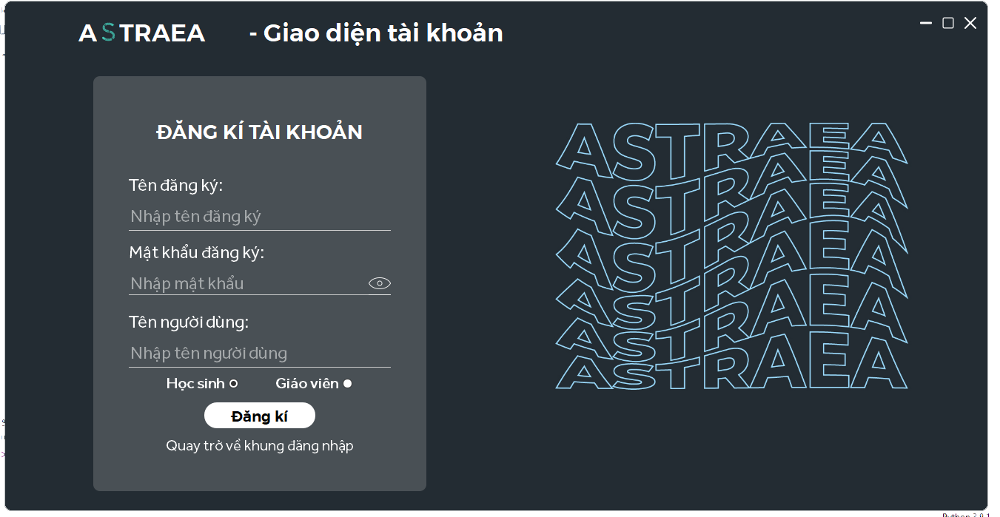 ASTRAEA - Giao diện tài khoản
ĐĂNG KÍ TÀI KHOẢN
Tên đăng ký:
Nhập tên đăng ký
Mật khẩu đăng ký:
Nhập mật khẩu
Tên người dùng:
Nhập tên người dùng
Học sinh
Giáo viên
Đăng kí
Quay trở về khung đăng nhập
ASTRAEA
ASTRAEA
ASTRAEA
ASTRAEA
ASTRAEA
ASTRAEA